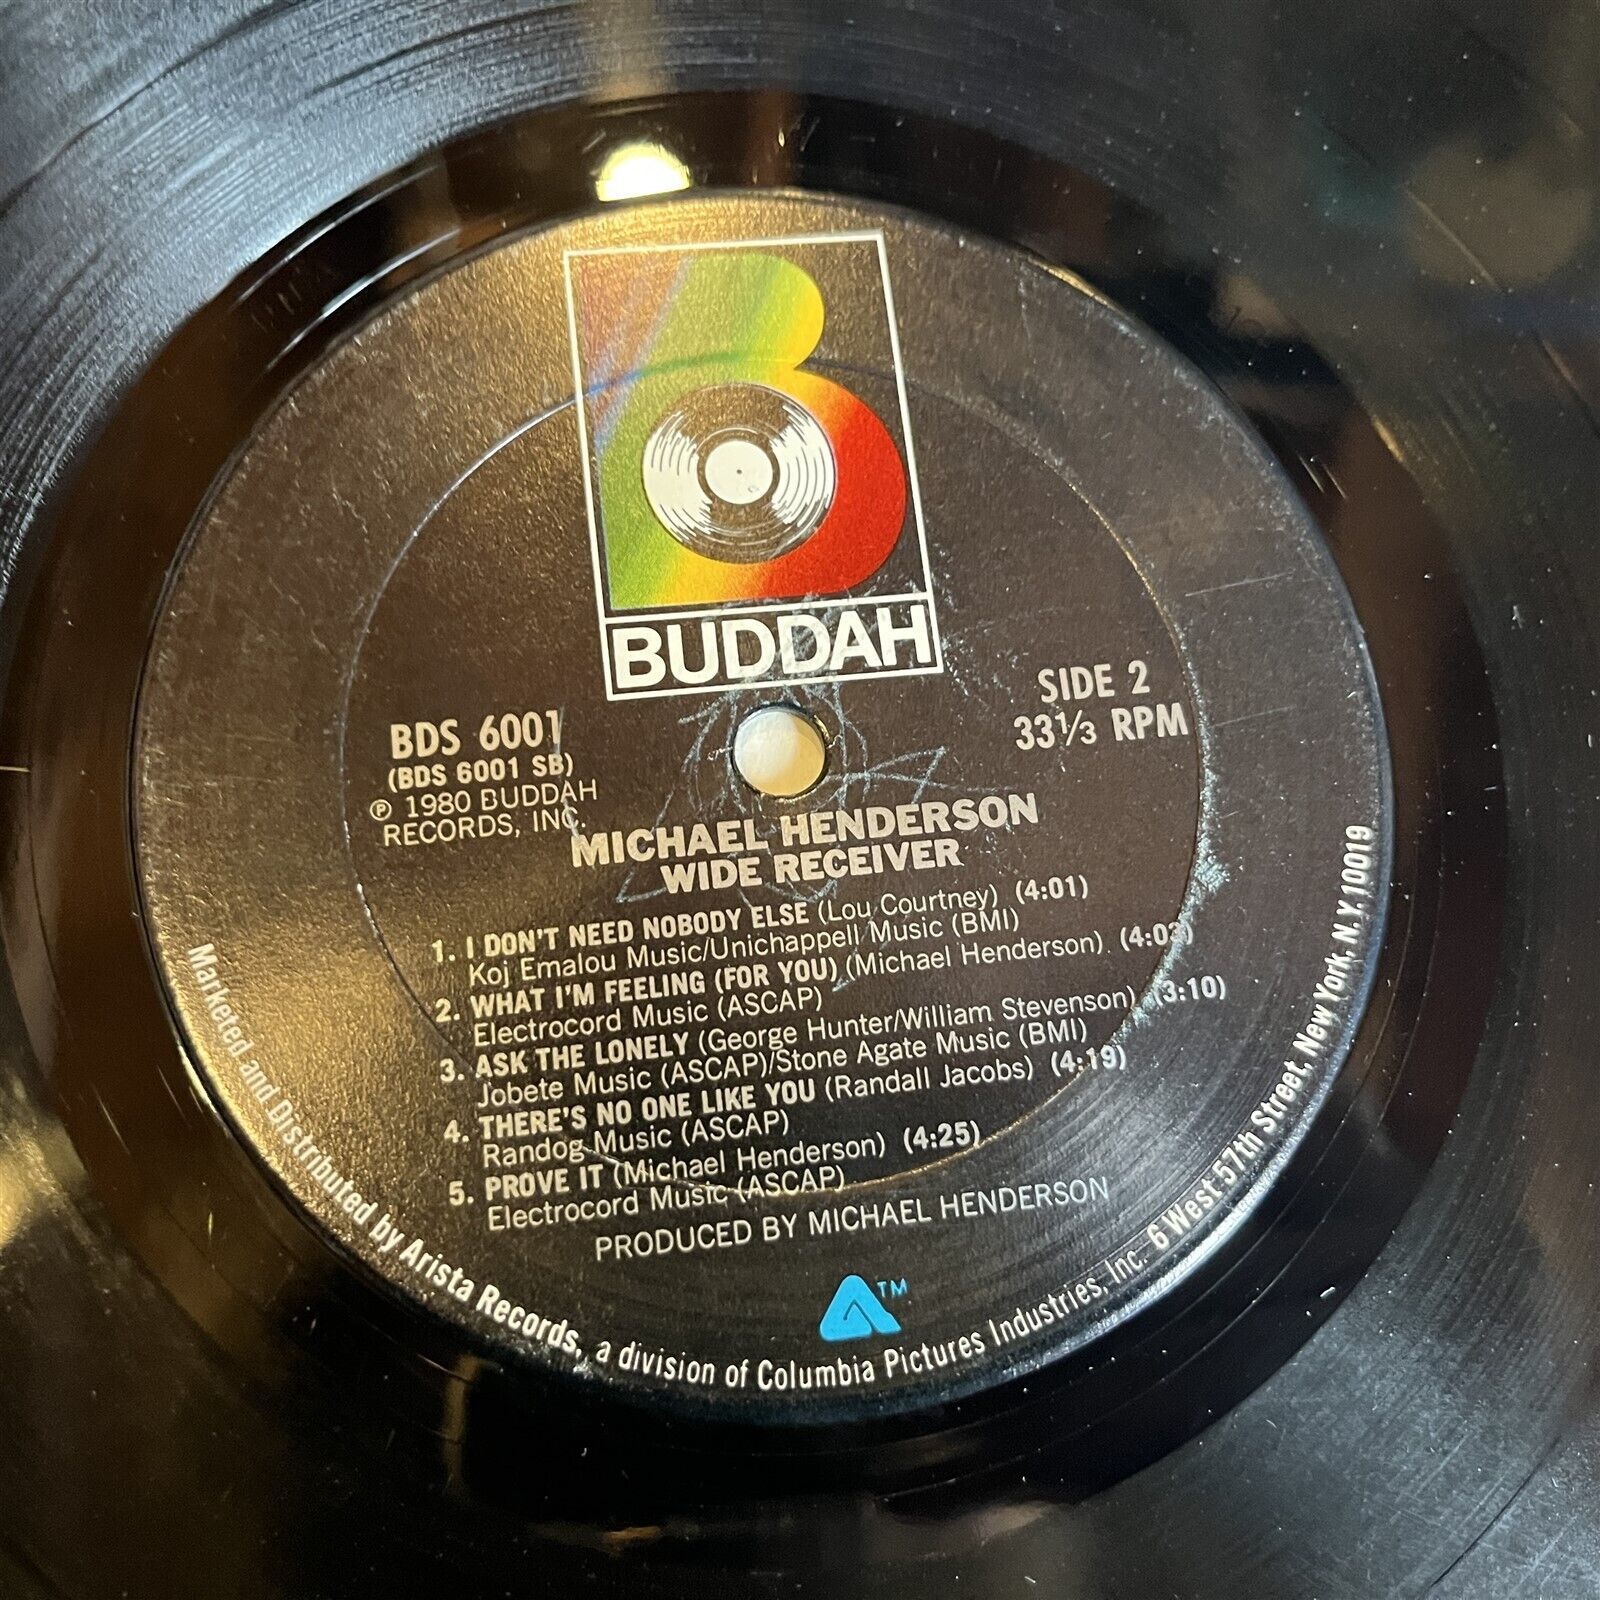 BUDDAH
SIDE 2
33⅓ RPM
BDS 6001
(BDS 6001 SB)
℗ 1980 BUDDAH
RECORDS, INC.
MICHAEL HENDERSON
WIDE RECEIVER
1. I DON'T NEED NOBODY ELSE (Lou Courtney) (4:01)
Koj Emalou Music/Unichappell Music (BMI)
2. WHAT I'M FEELING (FOR YOU) (Michael Henderson) (4:03)
Electrocord Music (ASCAP)
3. ASK THE LONELY (George Hunter/William Stevenson) (3:10)
Jobete Music (ASCAP)/Stone Agate Music (BMI)
4. THERE'S NO ONE LIKE YOU (Randall Jacobs) (4:19)
Randog Music (ASCAP)
5. PROVE IT (Michael Henderson) (4:25)
Electrocord Music (ASCAP)
PRODUCED BY MICHAEL HENDERSON
TM
Marketed and Distributed by Arista Records, a division of Columbia Pictures Industries, Inc. 6 West 57th Street, New York, N.Y. 10019